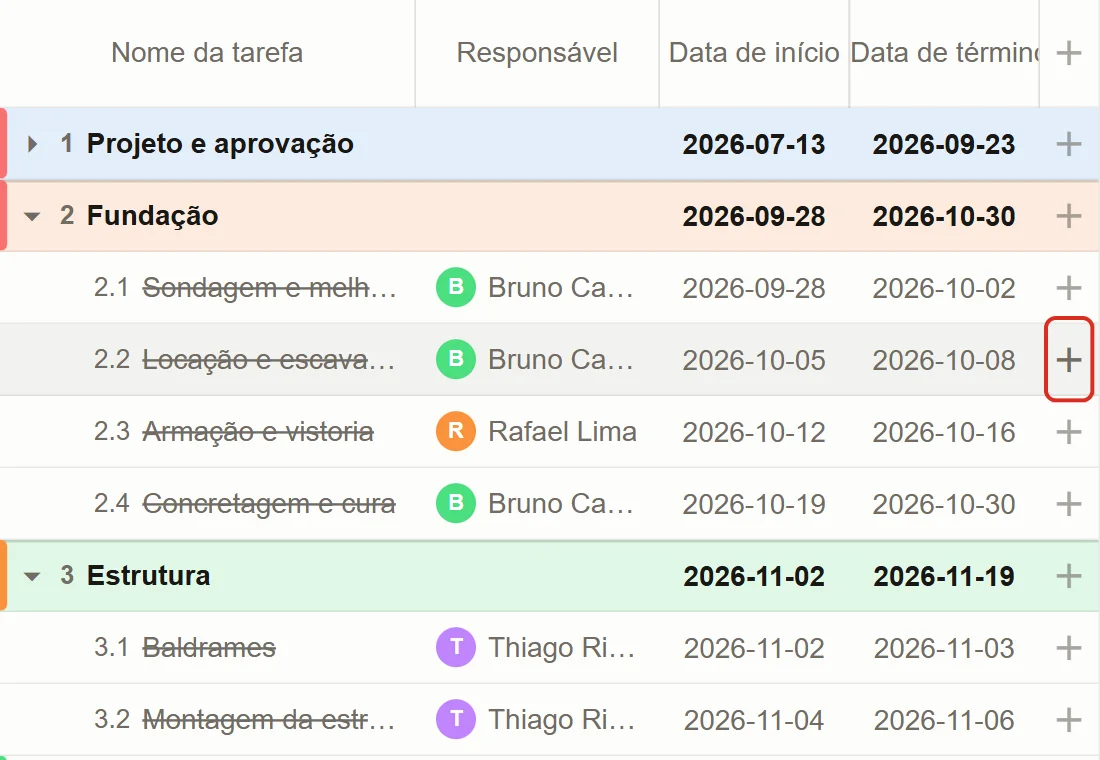 Nome da tarefa Responsável Data de início Data de términ
1 Projeto e aprovação 2026-07-13 2026-09-23
2 Fundação 2026-09-28 2026-10-30
2.1 Sondagem e melh… B Bruno Ca… 2026-09-28 2026-10-02
2.2 Locação e escava… B Bruno Ca… 2026-10-05 2026-10-08
2.3 Armação e vistoria R Rafael Lima 2026-10-12 2026-10-16
2.4 Concretagem e cura B Bruno Ca… 2026-10-19 2026-10-30
3 Estrutura 2026-11-02 2026-11-19
3.1 Baldrames T Thiago Ri… 2026-11-02 2026-11-03
3.2 Montagem da estr… T Thiago Ri… 2026-11-04 2026-11-06